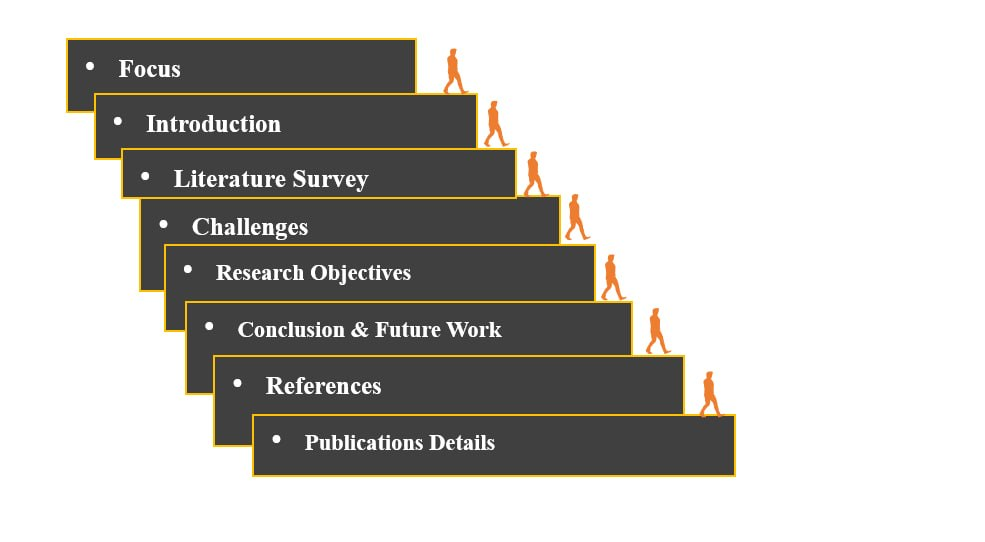 • Focus
• Introduction
• Literature Survey
• Challenges
• Research Objectives
• Conclusion & Future Work
• References
• Publications Details